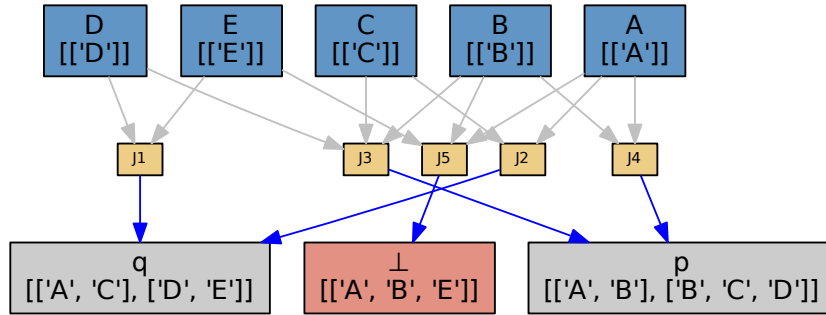 D
[['D']]
E
[['E']]
C
[['C']]
B
[['B']]
A
[['A']]
J1
J3
J5
J2
J4
q
[['A', 'C'], ['D', 'E']]
⊥
[['A', 'B', 'E']]
p
[['A', 'B'], ['B', 'C', 'D']]